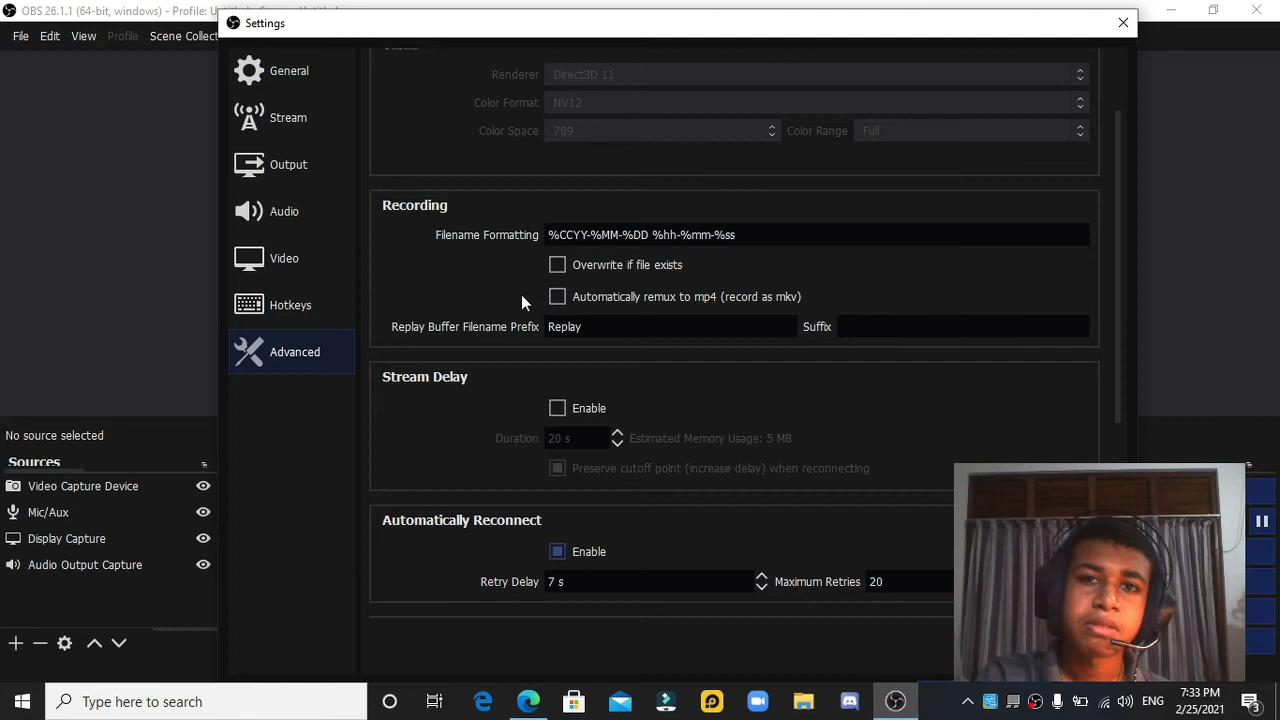 OBS 26.1.1 (64-bit, windows) - Profile:
Settings
File Edit View Profile Scene Collect
General
Stream
Output
Audio
Video
Hotkeys
Advanced
Renderer Direct3D 11
Color Format NV12
Color Space 709 Color Range Full
Recording
Filename Formatting %CCYY-%MM-%DD %hh-%mm-%ss
Overwrite if file exists
Automatically remux to mp4 (record as mkv)
Replay Buffer Filename Prefix Replay Suffix
Stream Delay
Enable
Duration 20 s Estimated Memory Usage: 5 MB
Preserve cutoff point (increase delay) when reconnecting
Automatically Reconnect
Enable
Retry Delay 7 s Maximum Retries 20
No source selected
Sources
Video Capture Device
Mic/Aux
Display Capture
Audio Output Capture
Type here to search
ENG
7:33 PM
2/25/2021
3